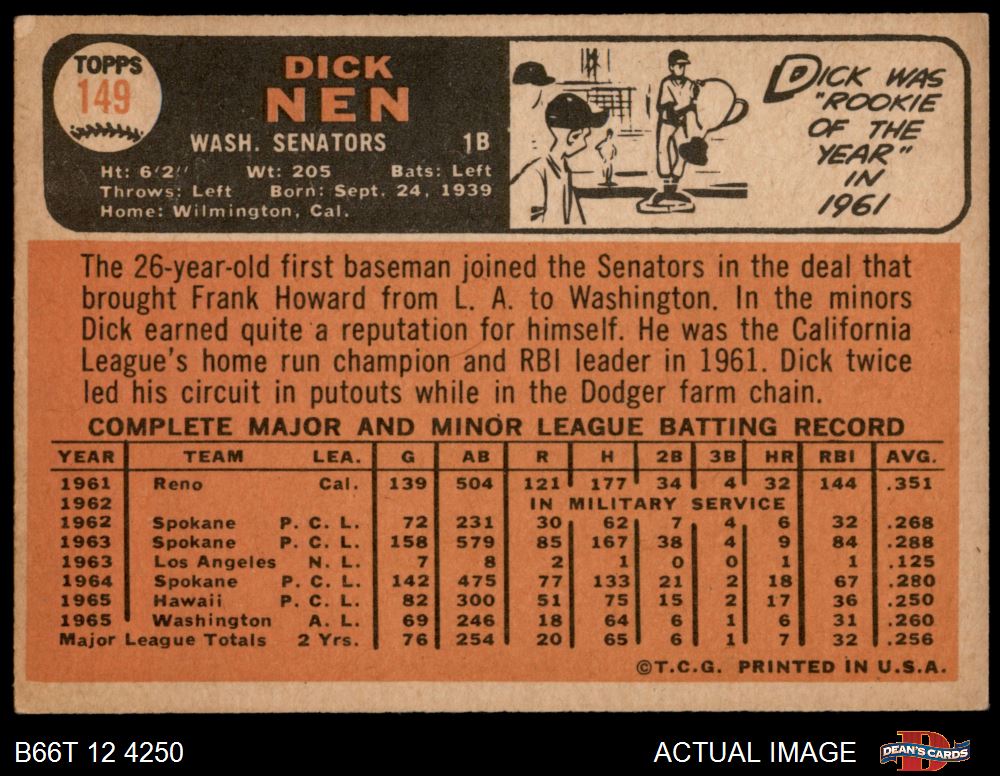 TOPPS
149
DICK
NEN
WASH. SENATORS 1B
Ht: 6'2" Wt: 205 Bats: Left
Throws: Left Born: Sept. 24, 1939
Home: Wilmington, Cal.
DICK WAS
"ROOKIE
OF THE
YEAR"
IN
1961
The 26-year-old first baseman joined the Senators in the deal that
brought Frank Howard from L. A. to Washington. In the minors
Dick earned quite a reputation for himself. He was the California
League's home run champion and RBI leader in 1961. Dick twice
led his circuit in putouts while in the Dodger farm chain.
COMPLETE MAJOR AND MINOR LEAGUE BATTING RECORD
YEAR TEAM LEA. G AB R H 2B 3B HR RBI AVG.
1961 Reno Cal. 139 504 121 177 34 4 32 144 .351
1962 IN MILITARY SERVICE
1962 Spokane P. C. L. 72 231 30 62 7 4 6 32 .268
1963 Spokane P. C. L. 158 579 85 167 38 4 9 84 .288
1963 Los Angeles N. L. 7 8 2 1 0 0 1 1 .125
1964 Spokane P. C. L. 142 475 77 133 21 2 18 67 .280
1965 Hawaii P. C. L. 82 300 51 75 15 2 17 36 .250
1965 Washington A. L. 69 246 18 64 6 1 6 31 .260
Major League Totals 2 Yrs. 76 254 20 65 6 1 7 32 .256
©T.C.G. PRINTED IN U.S.A.
B66T 12 4250 ACTUAL IMAGE DEAN'S CARDS